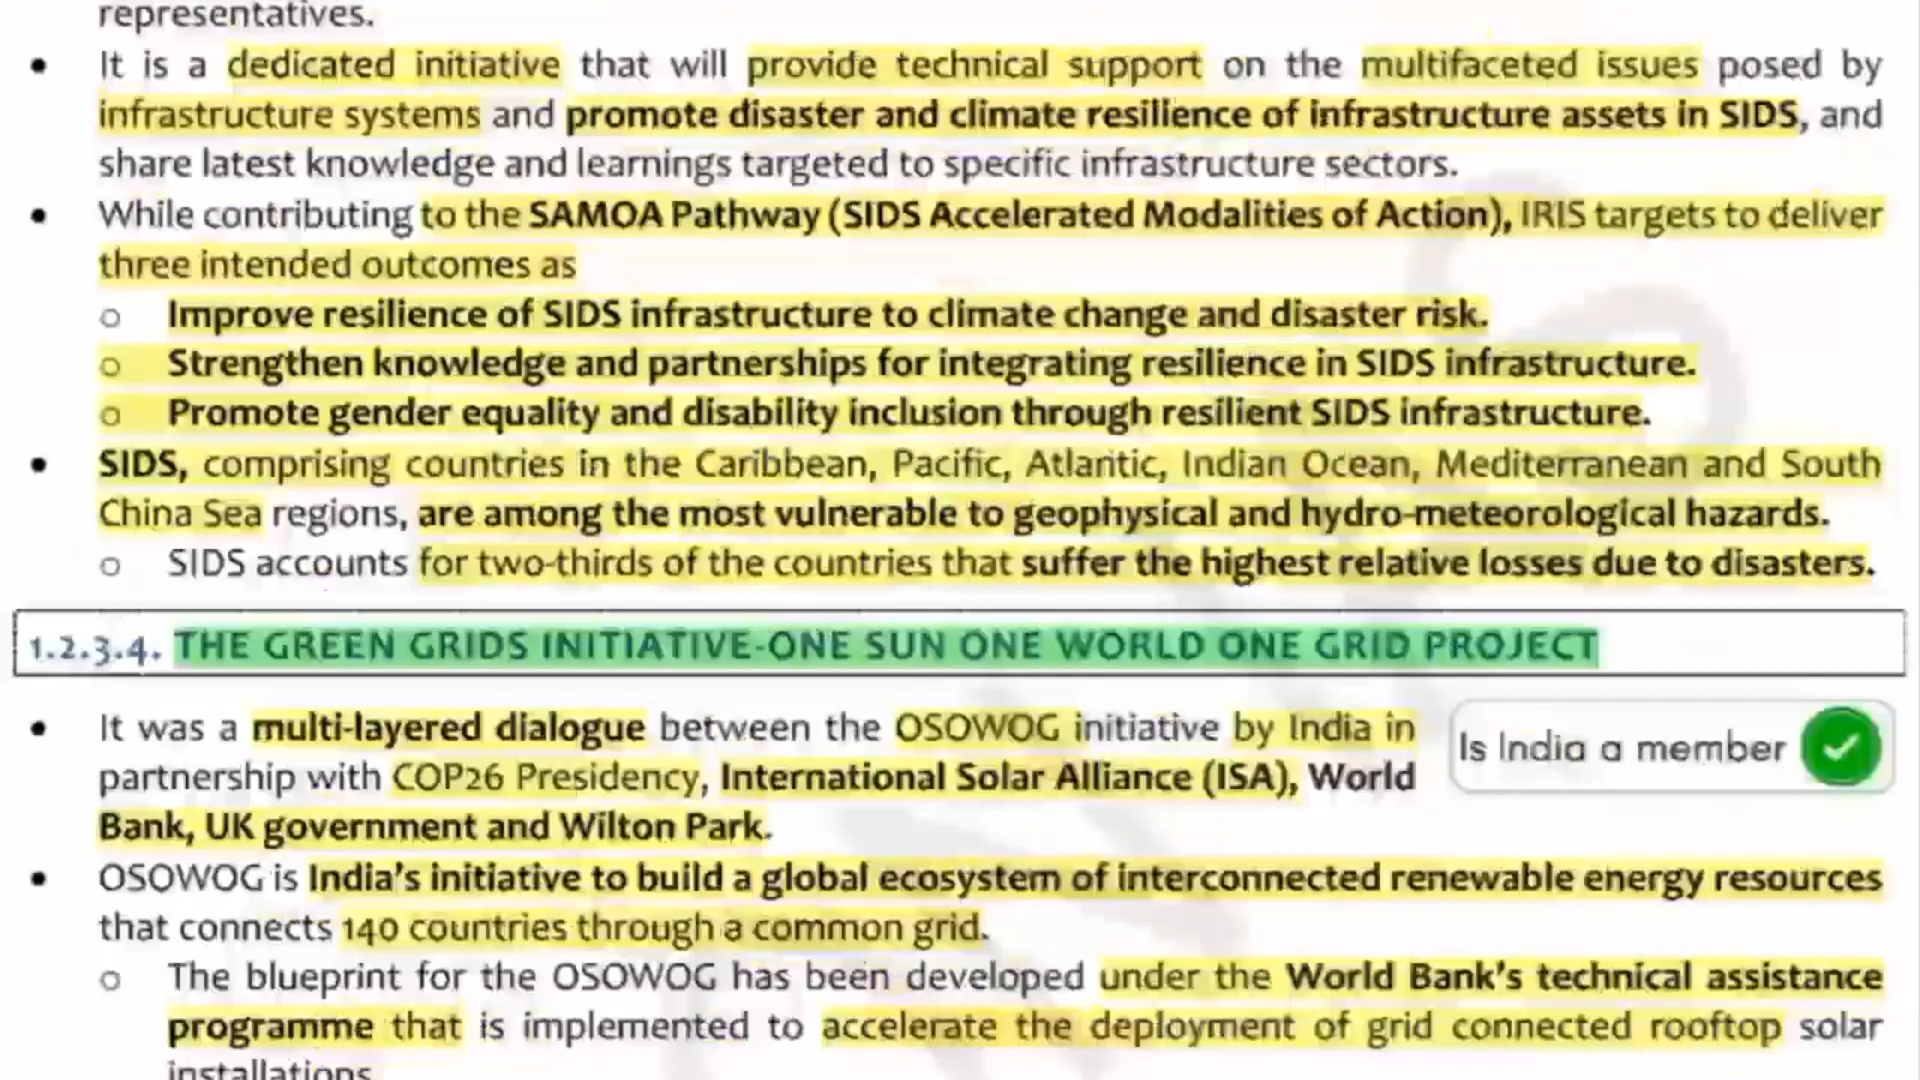 representatives.
• It is a dedicated initiative that will provide technical support on the multifaceted issues posed by
infrastructure systems and promote disaster and climate resilience of infrastructure assets in SIDS, and
share latest knowledge and learnings targeted to specific infrastructure sectors.
• While contributing to the SAMOA Pathway (SIDS Accelerated Modalities of Action), IRIS targets to deliver
three intended outcomes as
o Improve resilience of SIDS infrastructure to climate change and disaster risk.
o Strengthen knowledge and partnerships for integrating resilience in SIDS infrastructure.
o Promote gender equality and disability inclusion through resilient SIDS infrastructure.
• SIDS, comprising countries in the Caribbean, Pacific, Atlantic, Indian Ocean, Mediterranean and South
China Sea regions, are among the most vulnerable to geophysical and hydro-meteorological hazards.
o SIDS accounts for two-thirds of the countries that suffer the highest relative losses due to disasters.
1.2.3.4. THE GREEN GRIDS INITIATIVE-ONE SUN ONE WORLD ONE GRID PROJECT
• It was a multi-layered dialogue between the OSOWOG initiative by India in
partnership with COP26 Presidency, International Solar Alliance (ISA), World
Bank, UK government and Wilton Park.
Is India a member
• OSOWOG is India's initiative to build a global ecosystem of interconnected renewable energy resources
that connects 140 countries through a common grid.
o The blueprint for the OSOWOG has been developed under the World Bank's technical assistance
programme that is implemented to accelerate the deployment of grid connected rooftop solar
installations.